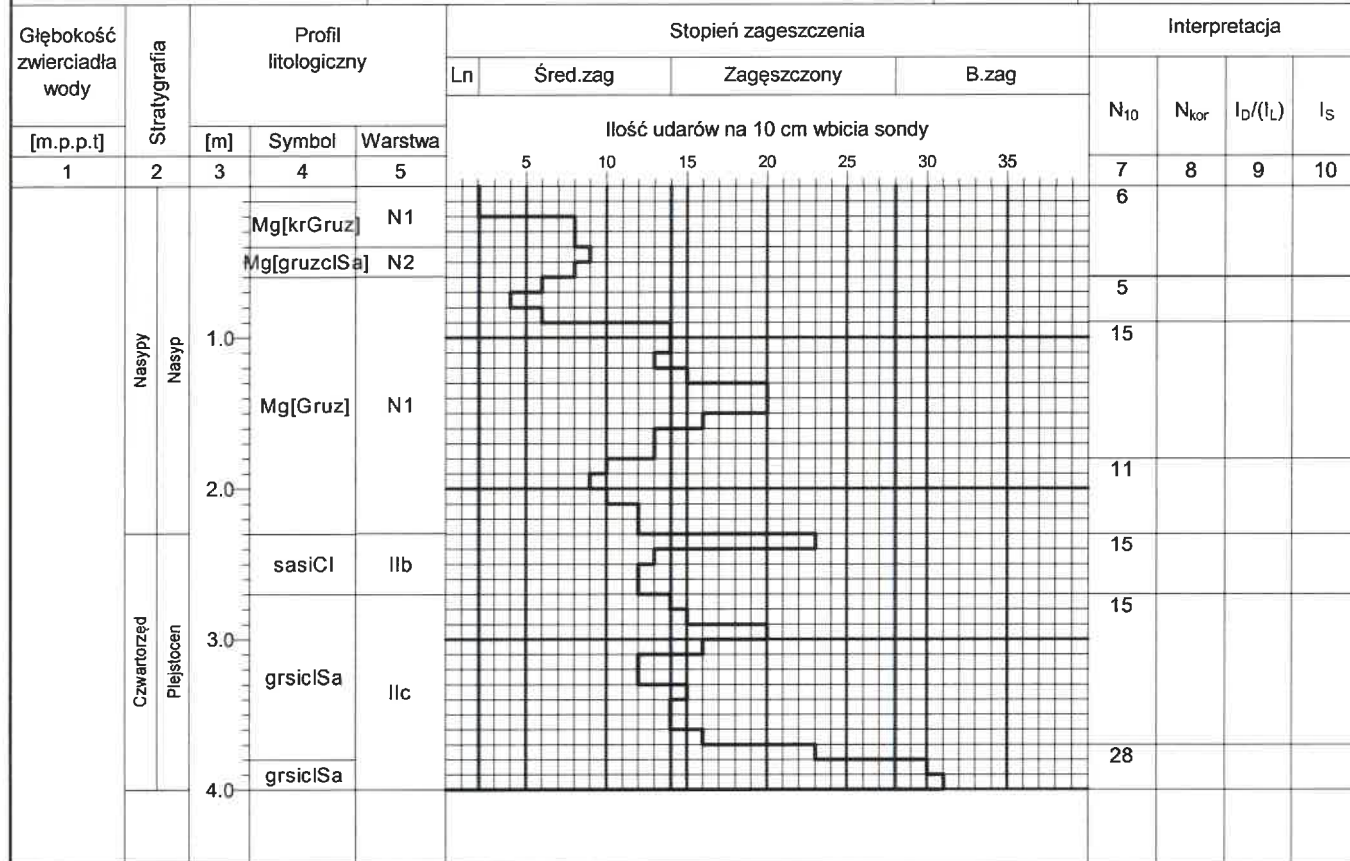 Głębokość zwierciadła wody
Stratygrafia
Profil litologiczny
Stopień zagęszczenia
Interpretacja
Ln Śred.zag Zagęszczony B.zag
Ilość udarów na 10 cm wbicia sondy
N10 Nkor ID/(IL) IS
[m.p.p.t] [m] Symbol Warstwa
5 10 15 20 25 30 35
1 2 3 4 5 7 8 9 10
6
Mg[krGruz] N1
Mg[gruzclSa] N2
5
1.0 15
Nasypy
Nasyp
Mg[Gruz] N1
11
2.0
15
sasiCl IIb
15
3.0
Czwartorzęd
Plejstocen
grsiclSa IIc
28
grsiclSa
4.0